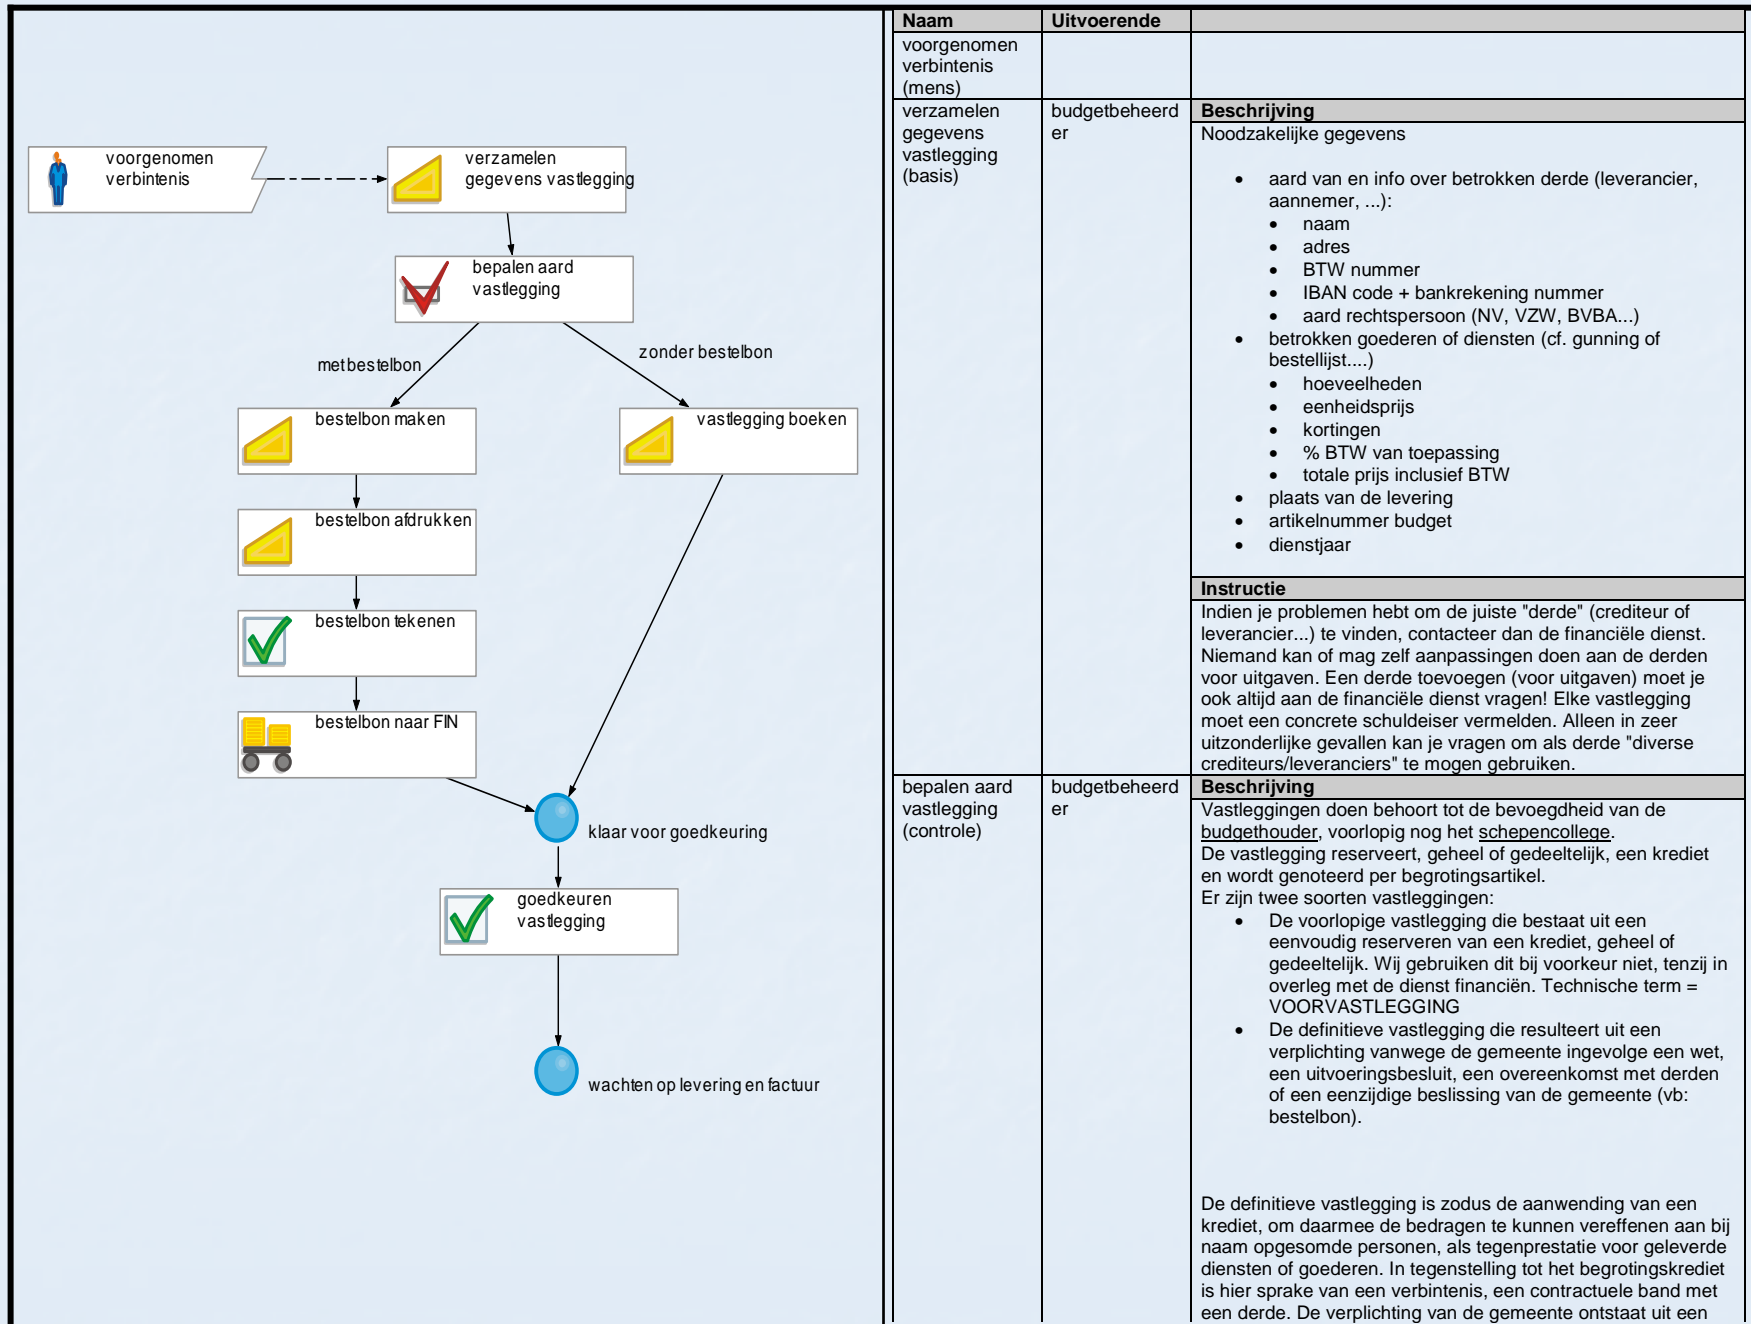 voorgenomen
verbintenis
verzamelen
gegevens vastlegging
bepalen aard
vastlegging
met bestelbon
zonder bestelbon
bestelbon maken
vastlegging boeken
bestelbon afdrukken
bestelbon tekenen
bestelbon naar FIN
klaar voor goedkeuring
goedkeuren
vastlegging
wachten op levering en factuur
Naam Uitvoerende
voorgenomen
verbintenis
(mens)
verzamelen
gegevens
vastlegging
(basis)
budgetbeheerd
er
Beschrijving
Noodzakelijke gegevens
• aard van en info over betrokken derde (leverancier,
aannemer, ...):
• naam
• adres
• BTW nummer
• IBAN code + bankrekening nummer
• aard rechtspersoon (NV, VZW, BVBA...)
• betrokken goederen of diensten (cf. gunning of
bestellijst....)
• hoeveelheden
• eenheidsprijs
• kortingen
• % BTW van toepassing
• totale prijs inclusief BTW
• plaats van de levering
• artikelnummer budget
• dienstjaar
Instructie
Indien je problemen hebt om de juiste "derde" (crediteur of
leverancier...) te vinden, contacteer dan de financiële dienst.
Niemand kan of mag zelf aanpassingen doen aan de derden
voor uitgaven. Een derde toevoegen (voor uitgaven) moet je
ook altijd aan de financiële dienst vragen! Elke vastlegging
moet een concrete schuldeiser vermelden. Alleen in zeer
uitzonderlijke gevallen kan je vragen om als derde "diverse
crediteurs/leveranciers" te mogen gebruiken.
bepalen aard
vastlegging
(controle)
budgetbeheerd
er
Beschrijving
Vastleggingen doen behoort tot de bevoegdheid van de
budgethouder, voorlopig nog het schepencollege.
De vastlegging reserveert, geheel of gedeeltelijk, een krediet
en wordt genoteerd per begrotingsartikel.
Er zijn twee soorten vastleggingen:
• De voorlopige vastlegging die bestaat uit een
eenvoudig reserveren van een krediet, geheel of
gedeeltelijk. Wij gebruiken dit bij voorkeur niet, tenzij in
overleg met de dienst financiën. Technische term =
VOORVASTLEGGING
• De definitieve vastlegging die resulteert uit een
verplichting vanwege de gemeente ingevolge een wet,
een uitvoeringsbesluit, een overeenkomst met derden
of een eenzijdige beslissing van de gemeente (vb:
bestelbon).
De definitieve vastlegging is zodus de aanwending van een
krediet, om daarmee de bedragen te kunnen vereffenen aan bij
naam opgesomde personen, als tegenprestatie voor geleverde
diensten of goederen. In tegenstelling tot het begrotingskrediet
is hier sprake van een verbintenis, een contractuele band met
een derde. De verplichting van de gemeente ontstaat uit een